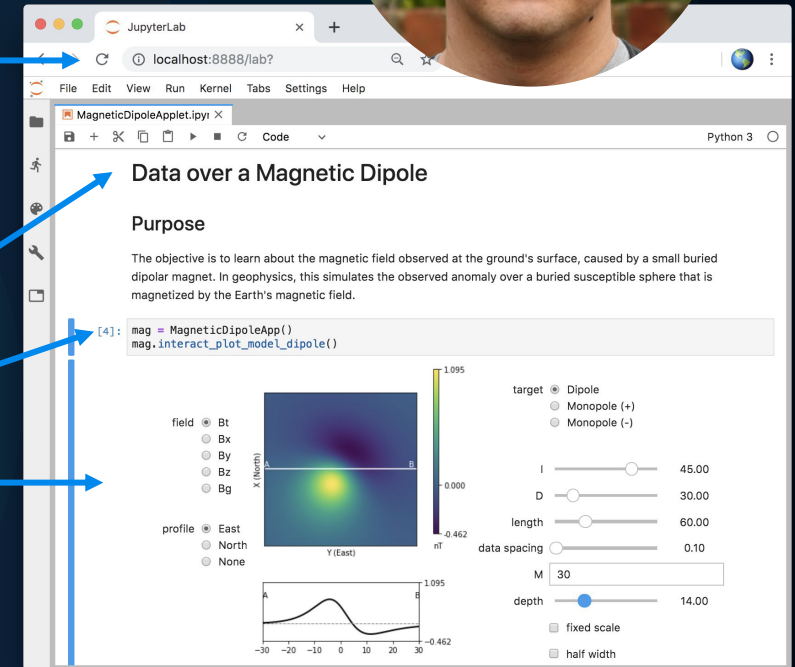 JupyterLab
localhost:8888/lab?
File Edit View Run Kernel Tabs Settings Help
MagneticDipoleApplet.ipyr
Code
Python 3
Data over a Magnetic Dipole
Purpose
The objective is to learn about the magnetic field observed at the ground's surface, caused by a small buried
dipolar magnet. In geophysics, this simulates the observed anomaly over a buried susceptible sphere that is
magnetized by the Earth's magnetic field.
[4]: mag = MagneticDipoleApp()
mag.interact_plot_model_dipole()
field Bt
Bx
By
Bz
Bg
profile East
North
None
X (North)
A B
Y (East)
1.095
0.000
-0.462
nT
A B
1.095
-0.462
-30 -20 -10 0 10 20 30
target Dipole
Monopole (+)
Monopole (-)
I 45.00
D 30.00
length 60.00
data spacing 0.10
M 30
depth 14.00
fixed scale
half width